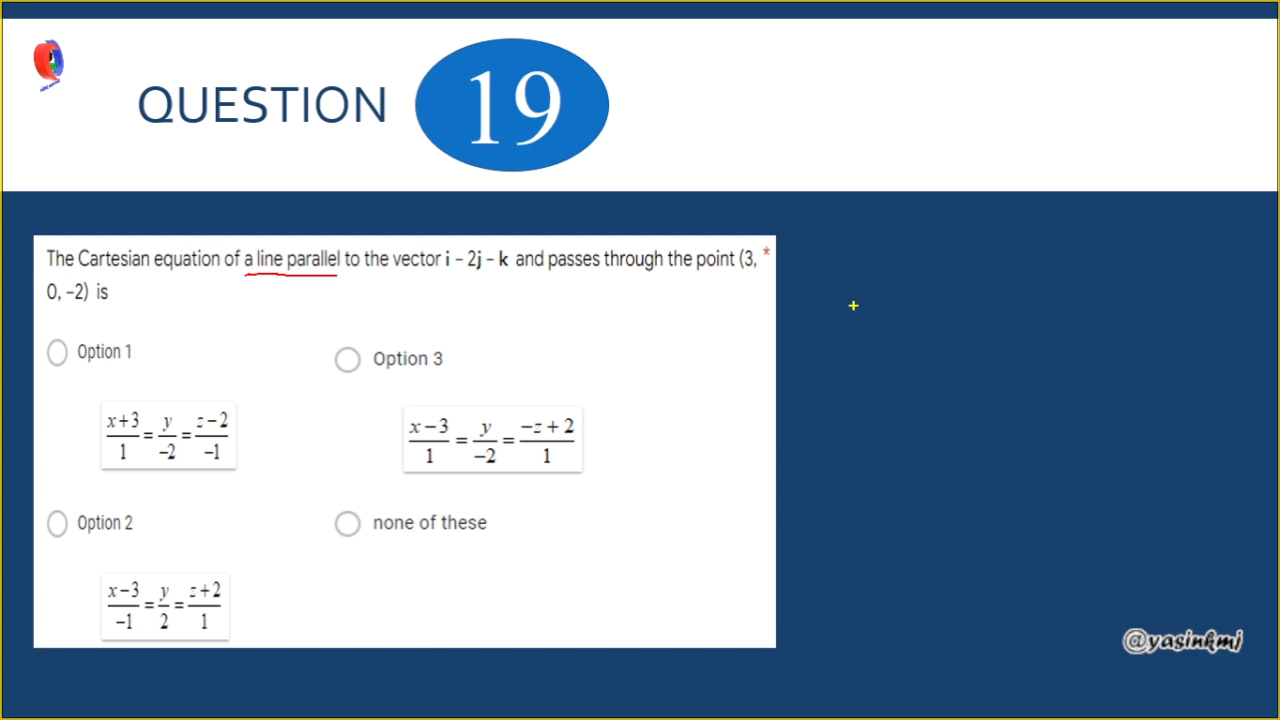 QUESTION 19
The Cartesian equation of a line parallel to the vector i – 2j – k and passes through the point (3, *
0, –2) is
Option 1
x+3/1 = y/-2 = z-2/-1
Option 3
x-3/1 = y/-2 = -z+2/1
Option 2
x-3/-1 = y/2 = z+2/1
none of these
@yasinkmj